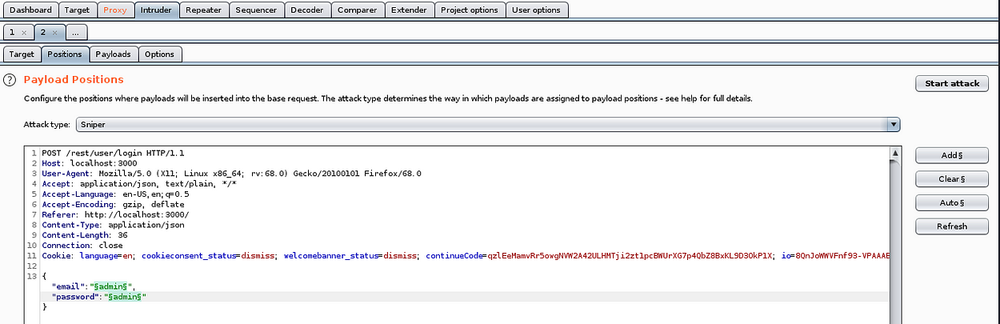 Dashboard Target Proxy Intruder Repeater Sequencer Decoder Comparer Extender Project options User options
1 × 2 × ...
Target Positions Payloads Options
? Payload Positions
Start attack
Configure the positions where payloads will be inserted into the base request. The attack type determines the way in which payloads are assigned to payload positions - see help for full details.
Attack type: Sniper
1 POST /rest/user/login HTTP/1.1
2 Host: localhost:3000
3 User-Agent: Mozilla/5.0 (X11; Linux x86_64; rv:68.0) Gecko/20100101 Firefox/68.0
4 Accept: application/json, text/plain, */*
5 Accept-Language: en-US,en;q=0.5
6 Accept-Encoding: gzip, deflate
7 Referer: http://localhost:3000/
8 Content-Type: application/json
9 Content-Length: 36
10 Connection: close
11 Cookie: language=en; cookieconsent_status=dismiss; welcomebanner_status=dismiss; continueCode=qzlEeMamvRr5owgNVW2A42ULHMTji2zt1pcBWUrXG7p4QbZ8BxKL9D3OkP1X; io=8QnJoWWVFnf93-VPAAAB
12
13 {
"email":"§admin§",
"password":"§admin§"
}
Add §
Clear §
Auto §
Refresh